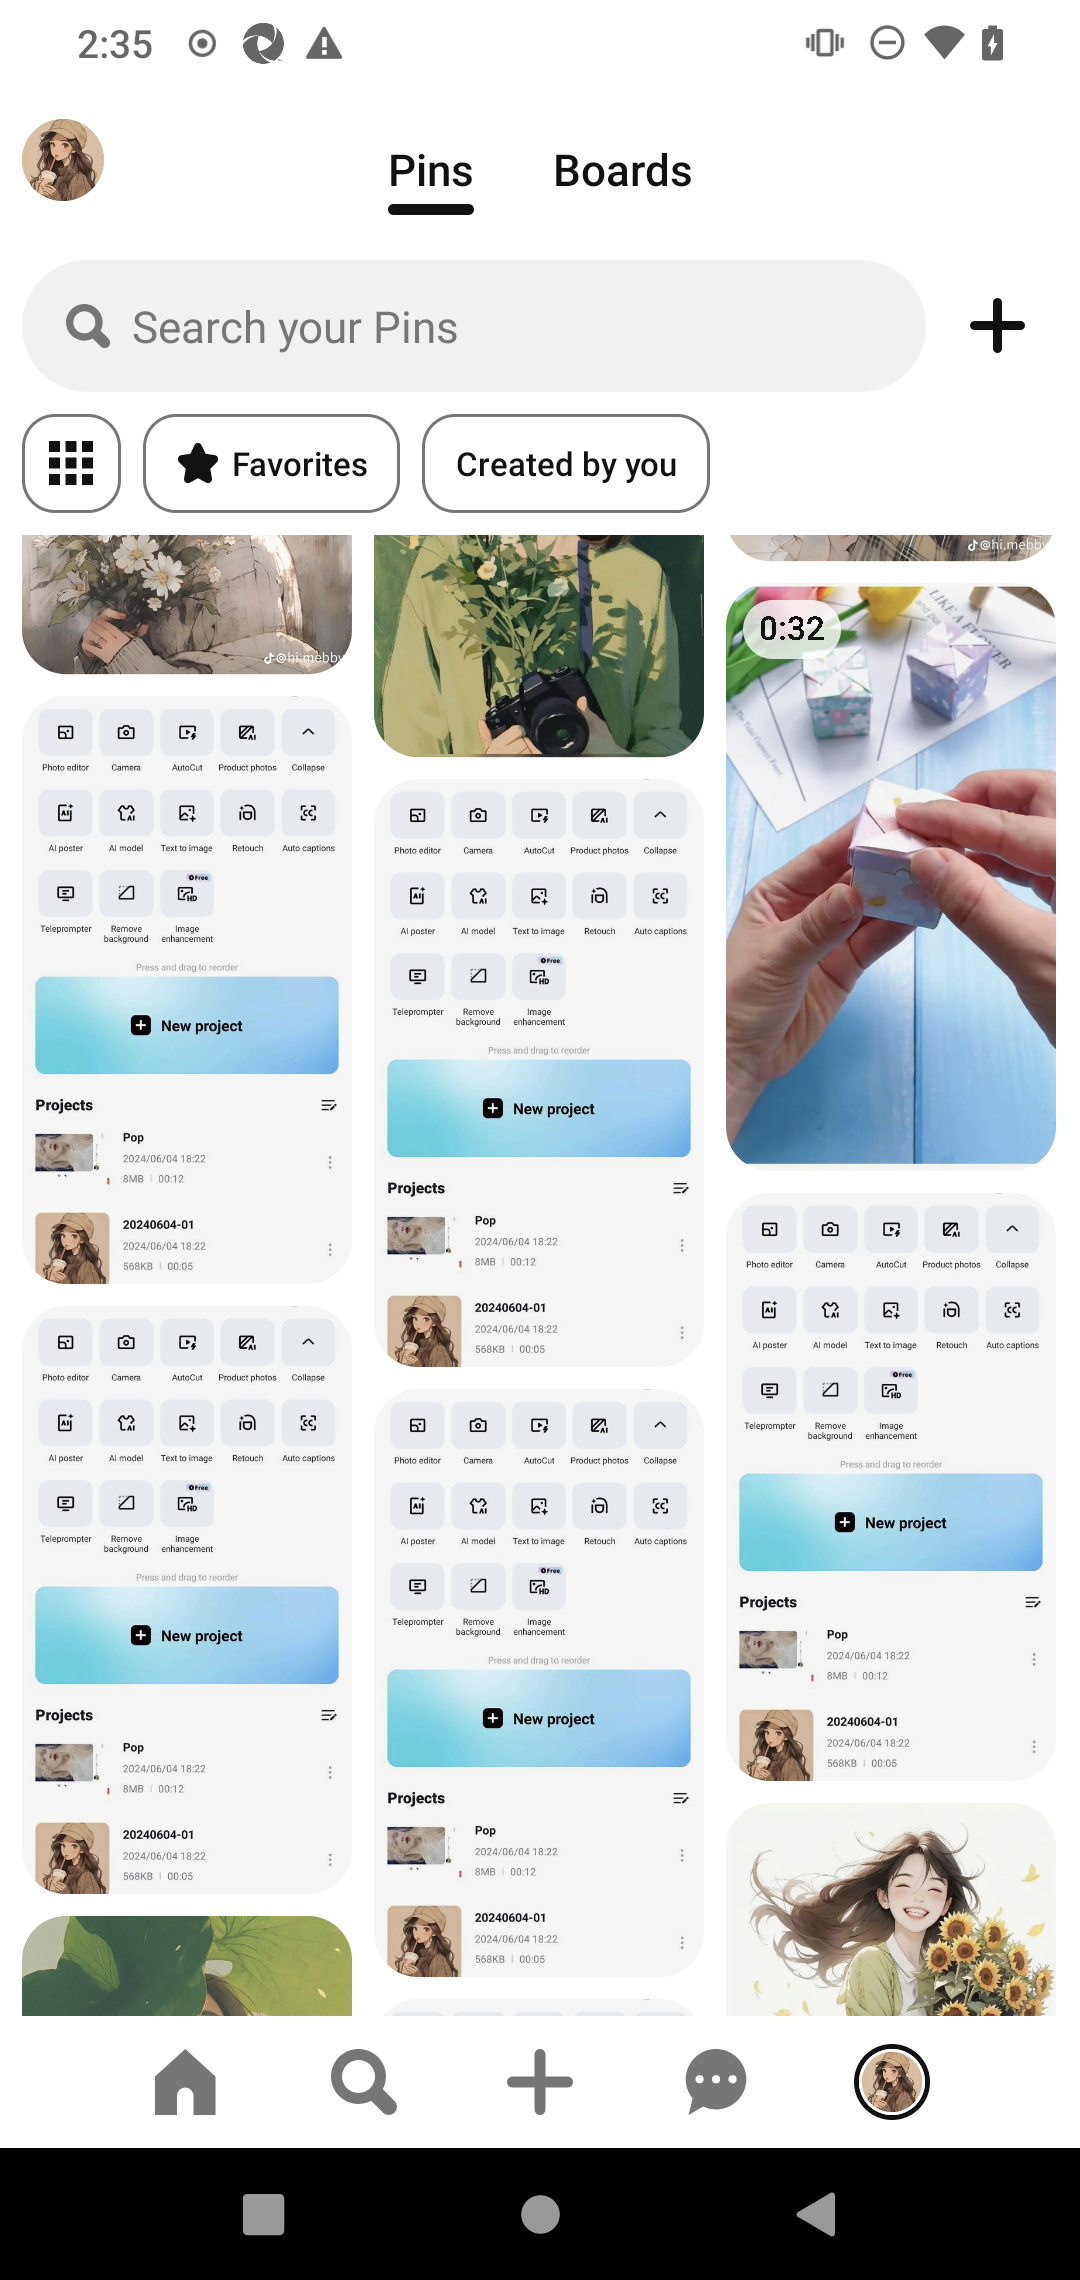 2:35
Pins
Boards
Search your Pins
Favorites
Created by you
@hi.mebby
Photo editor Camera AutoCut Product photos Collapse
AI poster AI model Text to image Retouch Auto captions
Free
HD
Teleprompter Remove background Image enhancement
Press and drag to reorder
New project
Projects
Pop
2024/06/04 18:22
8MB | 00:12
20240604-01
2024/06/04 18:22
568KB | 00:05
Photo editor Camera AutoCut Product photos Collapse
AI poster AI model Text to image Retouch Auto captions
Free
HD
Teleprompter Remove background Image enhancement
Press and drag to reorder
New project
Projects
Pop
2024/06/04 18:22
8MB | 00:12
20240604-01
2024/06/04 18:22
568KB | 00:05
Photo editor Camera AutoCut Product photos Collapse
AI poster AI model Text to image Retouch Auto captions
Free
HD
Teleprompter Remove background Image enhancement
Press and drag to reorder
New project
Projects
Pop
2024/06/04 18:22
8MB | 00:12
20240604-01
2024/06/04 18:22
568KB | 00:05
Photo editor Camera AutoCut Product photos Collapse
AI poster AI model Text to image Retouch Auto captions
Free
HD
Teleprompter Remove background Image enhancement
Press and drag to reorder
New project
Projects
Pop
2024/06/04 18:22
8MB | 00:12
20240604-01
2024/06/04 18:22
568KB | 00:05
@hi.mebby
0:32
LIKE A
Photo editor Camera AutoCut Product photos Collapse
AI poster AI model Text to image Retouch Auto captions
Free
HD
Teleprompter Remove background Image enhancement
Press and drag to reorder
New project
Projects
Pop
2024/06/04 18:22
8MB | 00:12
20240604-01
2024/06/04 18:22
568KB | 00:05